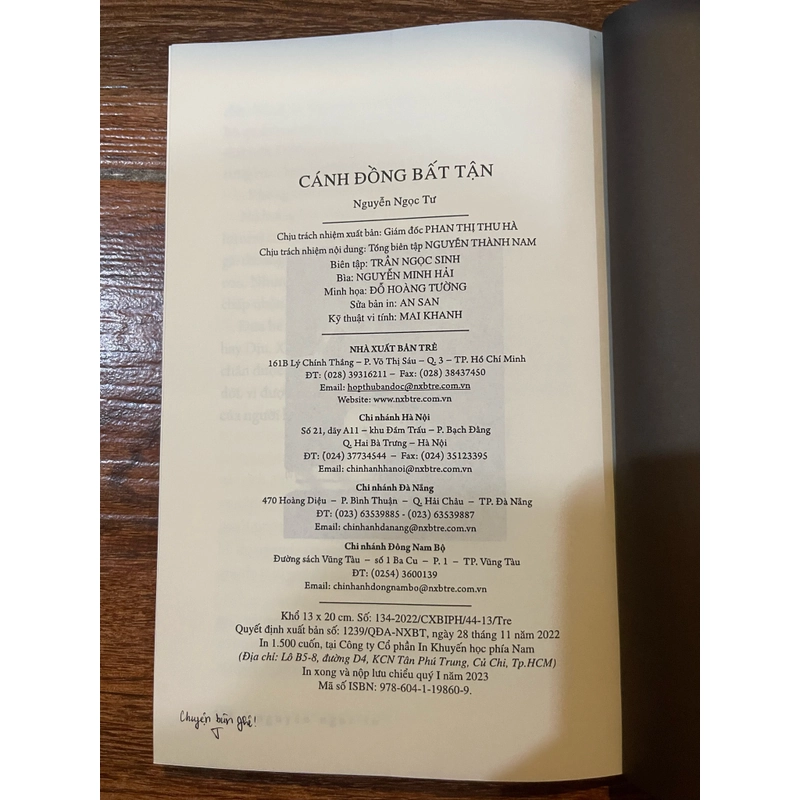 CÁNH ĐỒNG BẤT TẬN
Nguyễn Ngọc Tư
Chịu trách nhiệm xuất bản: Giám đốc PHAN THỊ THU HÀ
Chịu trách nhiệm nội dung: Tổng biên tập NGUYỄN THÀNH NAM
Biên tập: TRẦN NGỌC SINH
Bìa: NGUYỄN MINH HẢI
Minh họa: ĐỖ HOÀNG TƯỜNG
Sửa bản in: AN SAN
Kỹ thuật vi tính: MAI KHANH
NHÀ XUẤT BẢN TRẺ
161B Lý Chính Thắng – P. Võ Thị Sáu – Q. 3 – TP. Hồ Chí Minh
ĐT: (028) 39316211 – Fax: (028) 38437450
Email: hopthubandoc@nxbtre.com.vn
Website: www.nxbtre.com.vn
Chi nhánh Hà Nội
Số 21, dãy A11 – khu Đầm Trấu – P. Bạch Đằng
Q. Hai Bà Trưng – Hà Nội
ĐT: (024) 37734544 – Fax: (024) 35123395
Email: chinhanhhanoi@nxbtre.com.vn
Chi nhánh Đà Nẵng
470 Hoàng Diệu – P. Bình Thuận – Q. Hải Châu – TP. Đà Nẵng
ĐT: (023) 63539885 - (023) 63539887
Email: chinhanhdanang@nxbtre.com.vn
Chi nhánh Đông Nam Bộ
Đường sách Vũng Tàu – số 1 Ba Cu – P. 1 – TP. Vũng Tàu
ĐT: (0254) 3600139
Email: chinhanhdongnambo@nxbtre.com.vn
Khổ 13 x 20 cm. Số: 134-2022/CXBIPH/44-13/Tre
Quyết định xuất bản số: 1239/QĐA-NXBT, ngày 28 tháng 11 năm 2022
In 1.500 cuốn, tại Công ty Cổ phần In Khuyến học phía Nam
(Địa chỉ: Lô B5-8, đường D4, KCN Tân Phú Trung, Củ Chi, Tp.HCM)
In xong và nộp lưu chiểu quý I năm 2023
Mã số ISBN: 978-604-1-19860-9.
Chuyện buồn ghê!